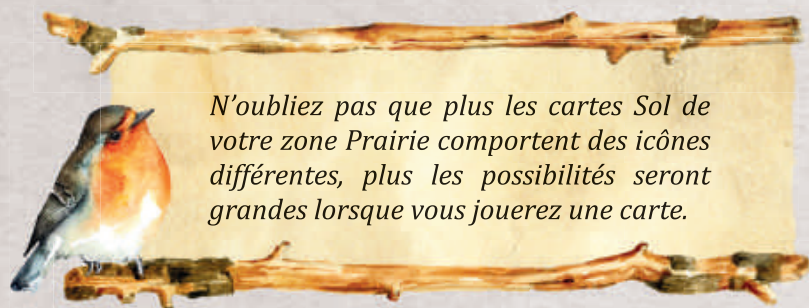 N’oubliez pas que plus les cartes Sol de
votre zone Prairie comportent des icônes
différentes, plus les possibilités seront
grandes lorsque vous jouerez une carte.